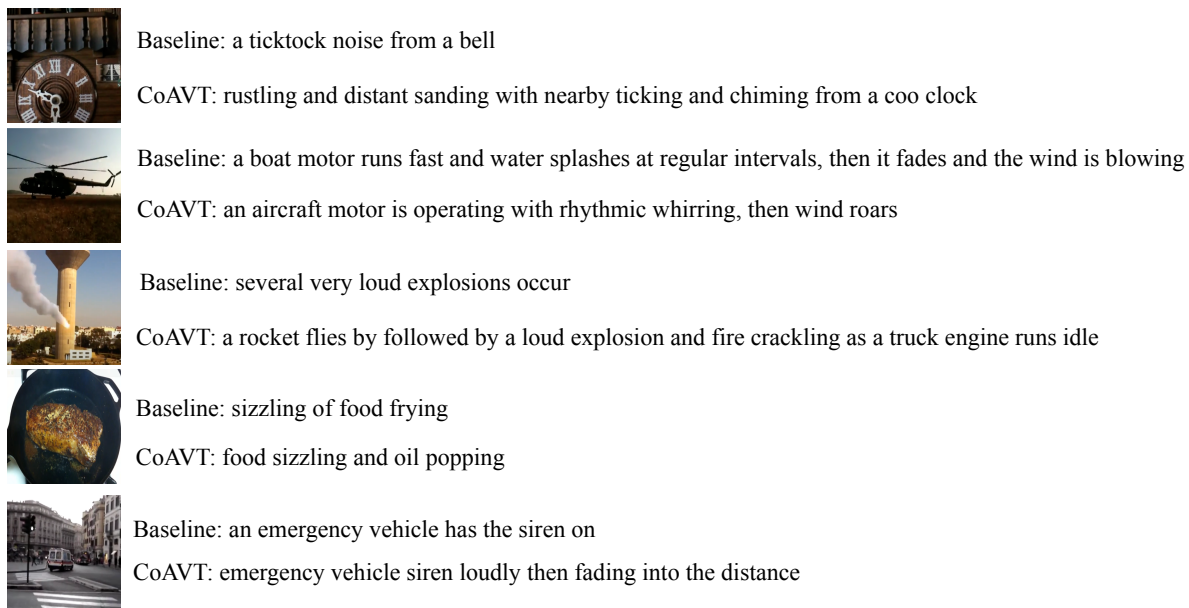 Baseline: a ticktock noise from a bell
CoAVT: rustling and distant sanding with nearby ticking and chiming from a coo clock
Baseline: a boat motor runs fast and water splashes at regular intervals, then it fades and the wind is blowing
CoAVT: an aircraft motor is operating with rhythmic whirring, then wind roars
Baseline: several very loud explosions occur
CoAVT: a rocket flies by followed by a loud explosion and fire crackling as a truck engine runs idle
Baseline: sizzling of food frying
CoAVT: food sizzling and oil popping
Baseline: an emergency vehicle has the siren on
CoAVT: emergency vehicle siren loudly then fading into the distance